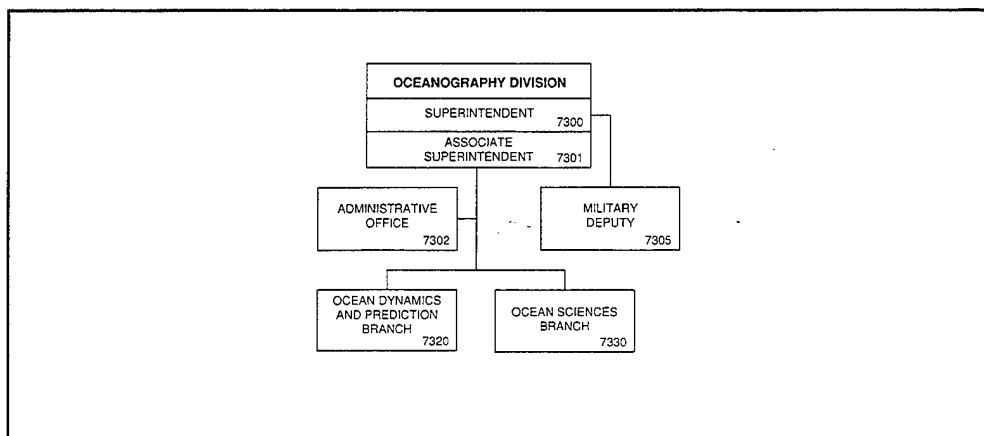 OCEANOGRAPHY DIVISION
SUPERINTENDENT
7300
ASSOCIATE
SUPERINTENDENT 7301
ADMINISTRATIVE
OFFICE
7302
MILITARY
DEPUTY
7305
OCEAN DYNAMICS
AND PREDICTION
BRANCH
7320
OCEAN SCIENCES
BRANCH
7330